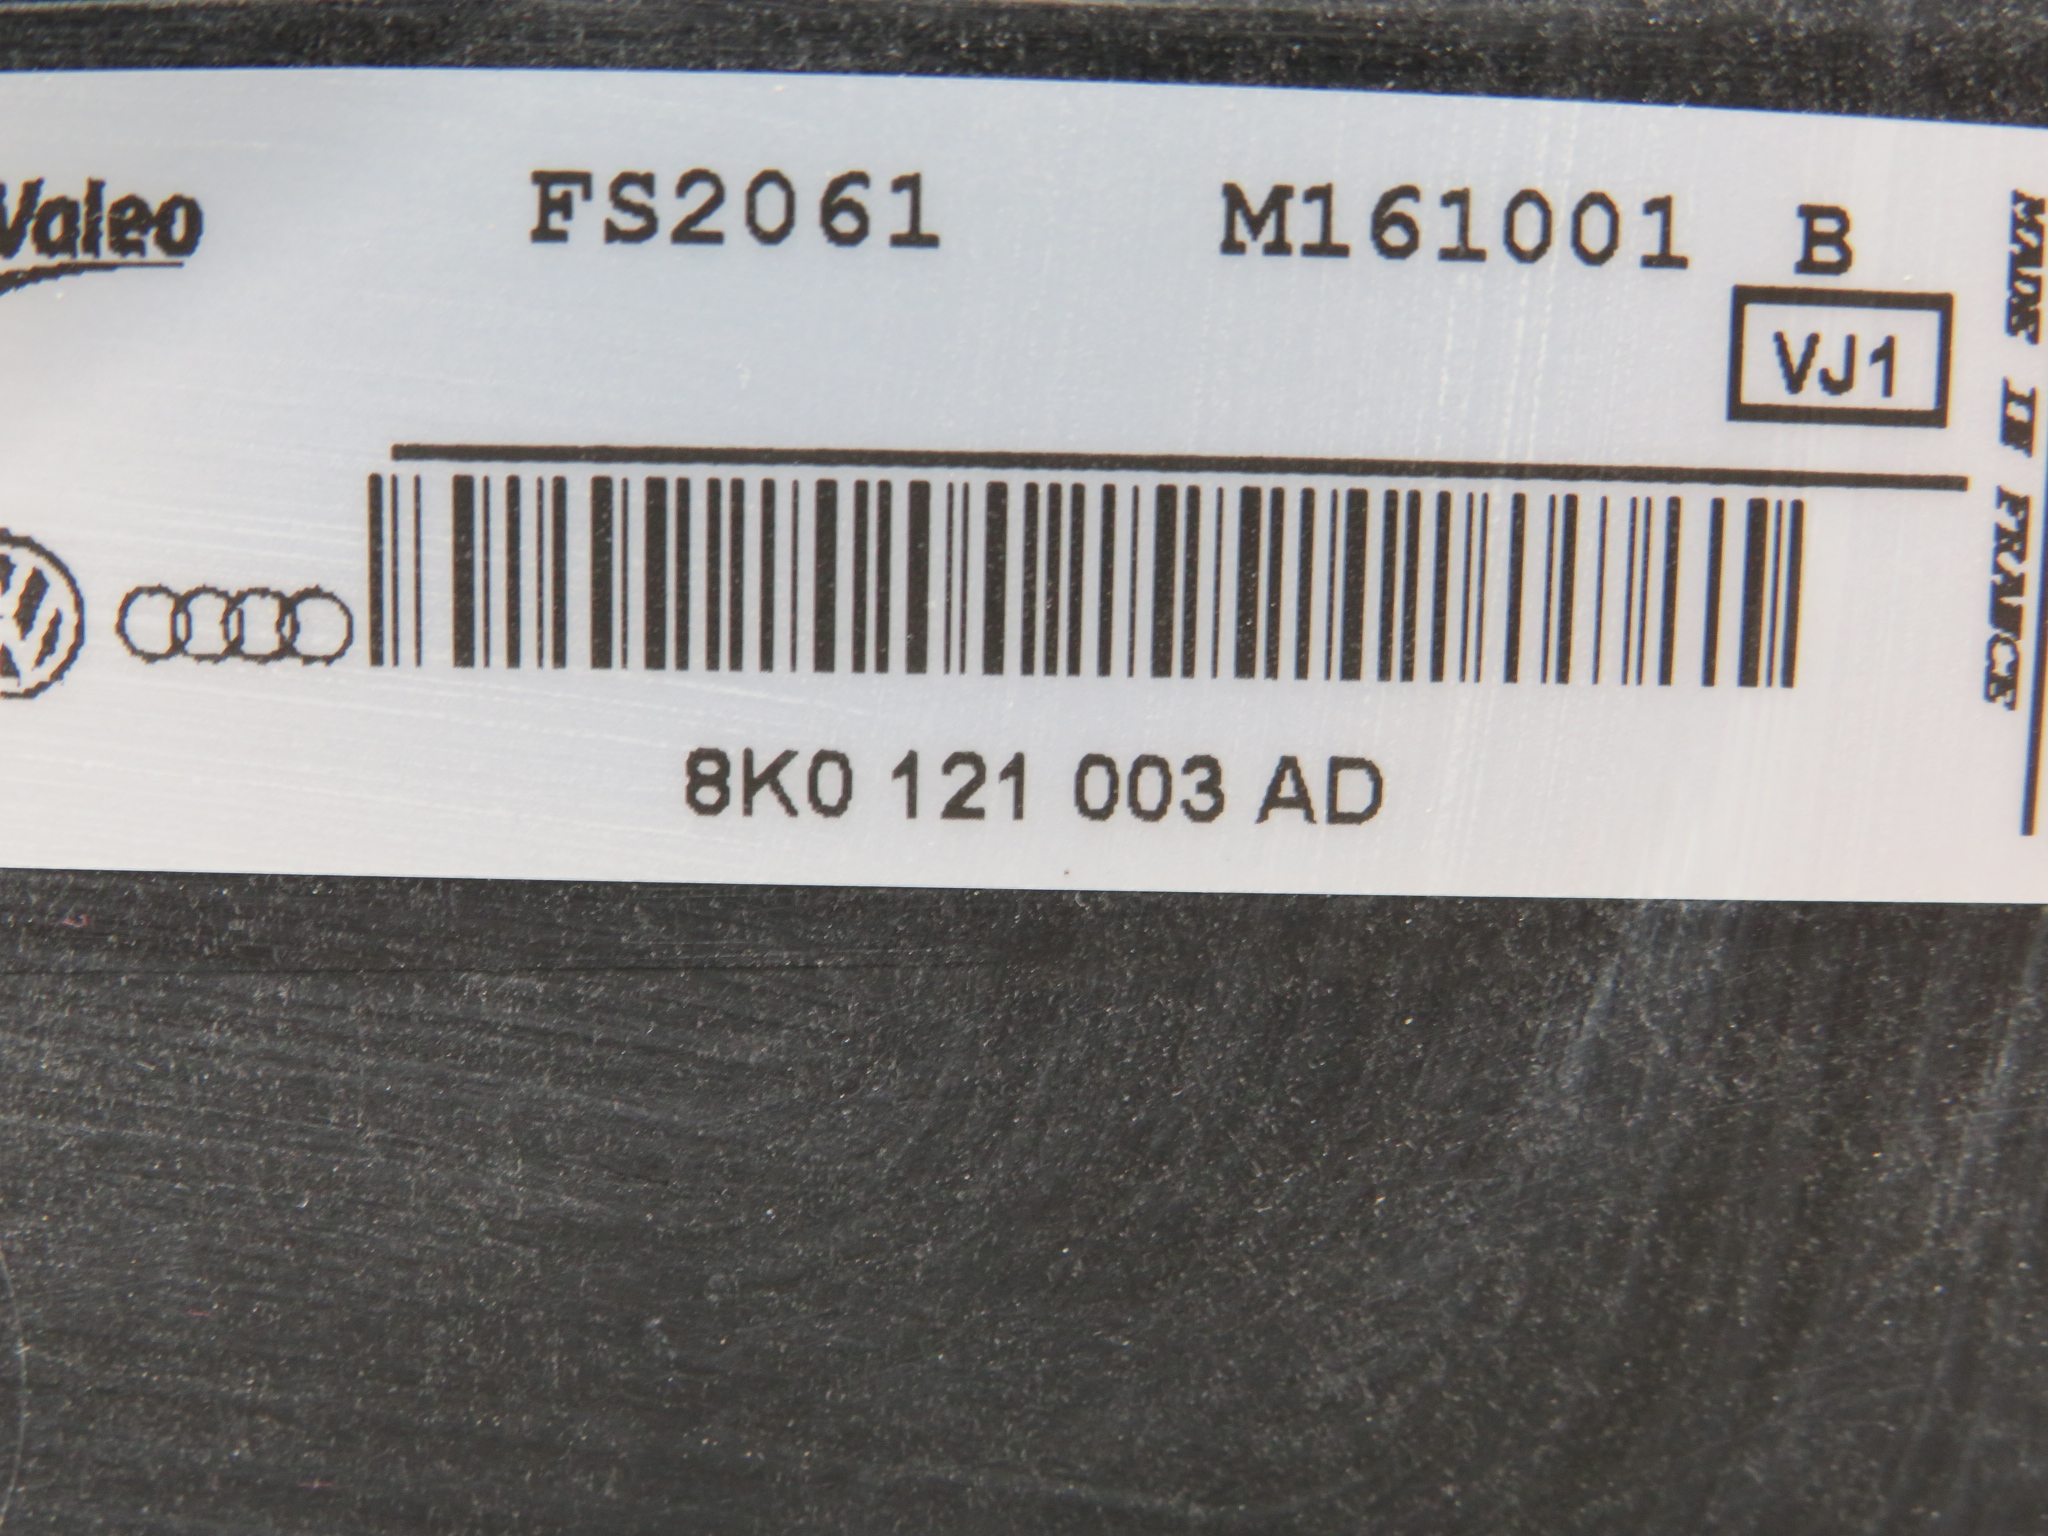 Valeo FS2061 M161001 B
VJ1
8K0 121 003 AD
MADE IN FRANCE